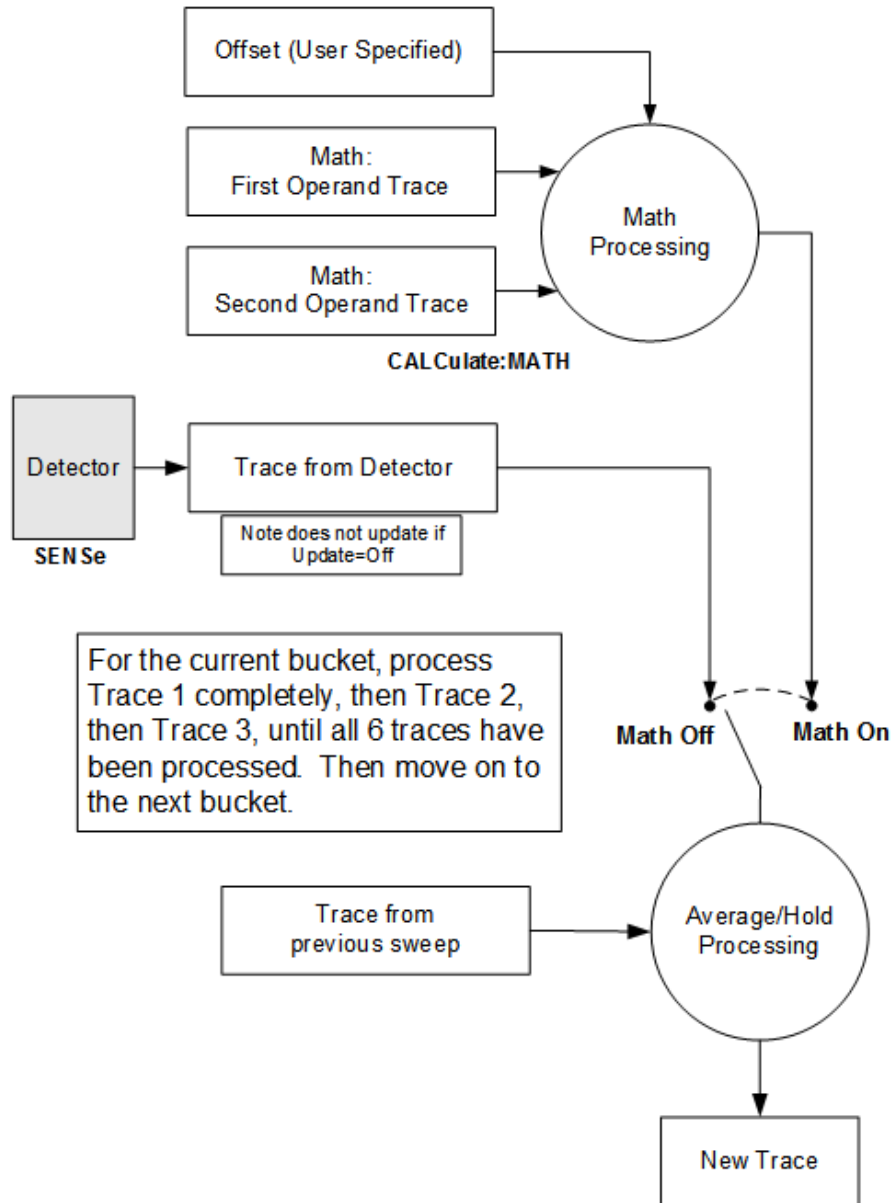 Offset (User Specified)
Math:
First Operand Trace
Math:
Second Operand Trace
Math
Processing
CALCulate:MATH
Detector
SENSe
Trace from Detector
Note does not update if
Update=Off
For the current bucket, process
Trace 1 completely, then Trace 2,
then Trace 3, until all 6 traces have
been processed. Then move on to
the next bucket.
Math Off
Math On
Trace from
previous sweep
Average/Hold
Processing
New Trace